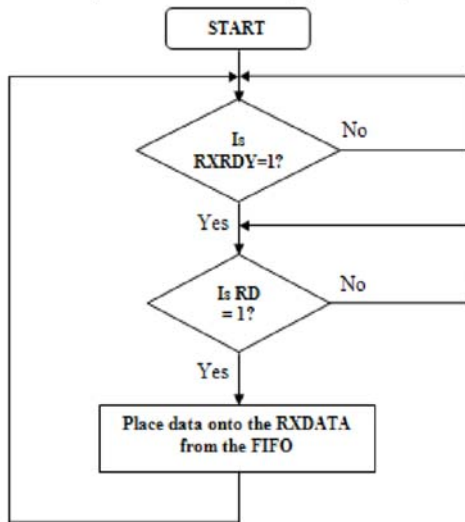 START
Is
RXRDY=1?
No
Yes
Is RD
= 1?
No
Yes
Place data onto the RXDATA
from the FIFO